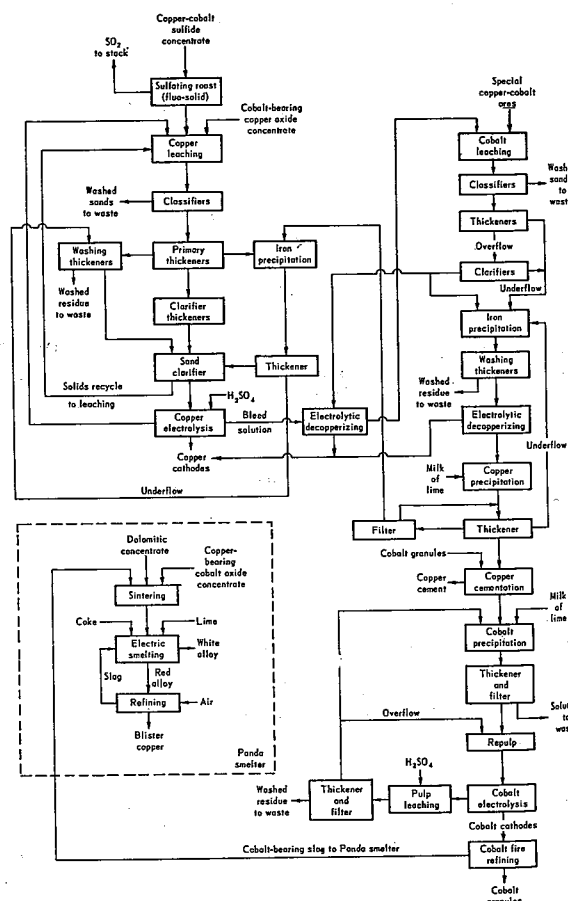 Copper-cobalt
sulfide
concentrate
SO2
to stack
Sulfating roast
(fluo-solid)
Cobalt-bearing
copper oxide
concentrate
Copper
leaching
Washed
sands
to waste
Classifiers
Washing
thickeners
Primary
thickeners
Iron
precipitation
Washed
residue
to waste
Clarifier
thickeners
Sand
clarifier
Thickener
Solids recycle
to leaching
H2SO4
Copper
electrolysis
Bleed
solution
Electrolytic
decopperizing
Copper
cathodes
Underflow
Special
copper-cobalt
ores
Cobalt
leaching
Classifiers
Washed
sands
to
waste
Thickeners
Overflow
Clarifiers
Underflow
Iron
precipitation
Washing
thickeners
Washed
residue
to waste
Electrolytic
decopperizing
Underflow
Milk
of
lime
Copper
precipitation
Filter
Thickener
Cobalt granules
Copper
cement
Copper
cementation
Milk
of
lime
Cobalt
precipitation
Thickener
and
filter
to
Overflow
Repulp
H2SO4
Washed
residue
to waste
Thickener
and
filter
Pulp
leaching
Cobalt
electrolysis
Cobalt cathodes
Cobalt-bearing slag to Panda smelter
Cobalt fire
refining
Cobalt
granules
Dolomitic
concentrate
Copper-
bearing
cobalt oxide
concentrate
Sintering
Coke
Lime
Electric
smelting
White
alloy
Slag
Red
alloy
Refining
Air
Blister
copper
Panda
smelter